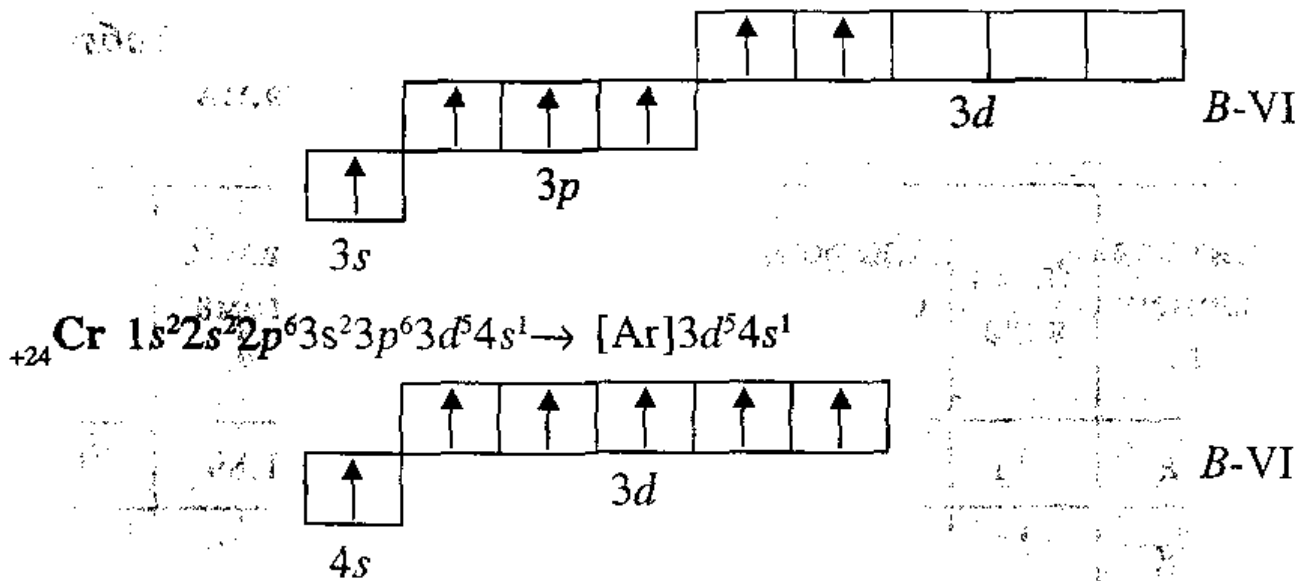 3d B-VI
3p
3s
₊₂₄Cr 1s²2s²2p⁶3s²3p⁶3d⁵4s¹→ [Ar]3d⁵4s¹
3d B-VI
4s